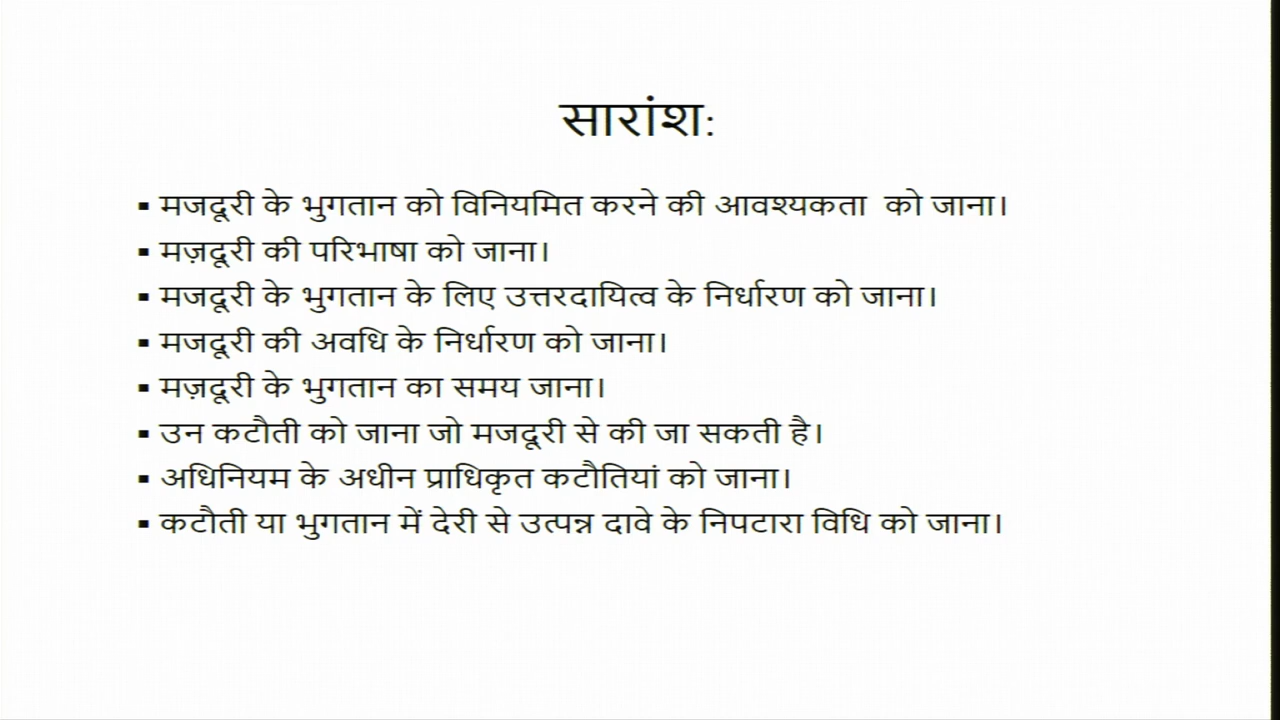 सारांश:
▪ मजदूरी के भुगतान को विनियमित करने की आवश्यकता को जाना।
▪ मज़दूरी की परिभाषा को जाना।
▪ मजदूरी के भुगतान के लिए उत्तरदायित्व के निर्धारण को जाना।
▪ मजदूरी की अवधि के निर्धारण को जाना।
▪ मज़दूरी के भुगतान का समय जाना।
▪ उन कटौती को जाना जो मजदूरी से की जा सकती है।
▪ अधिनियम के अधीन प्राधिकृत कटौतियां को जाना।
▪ कटौती या भुगतान में देरी से उत्पन्न दावे के निपटारा विधि को जाना।